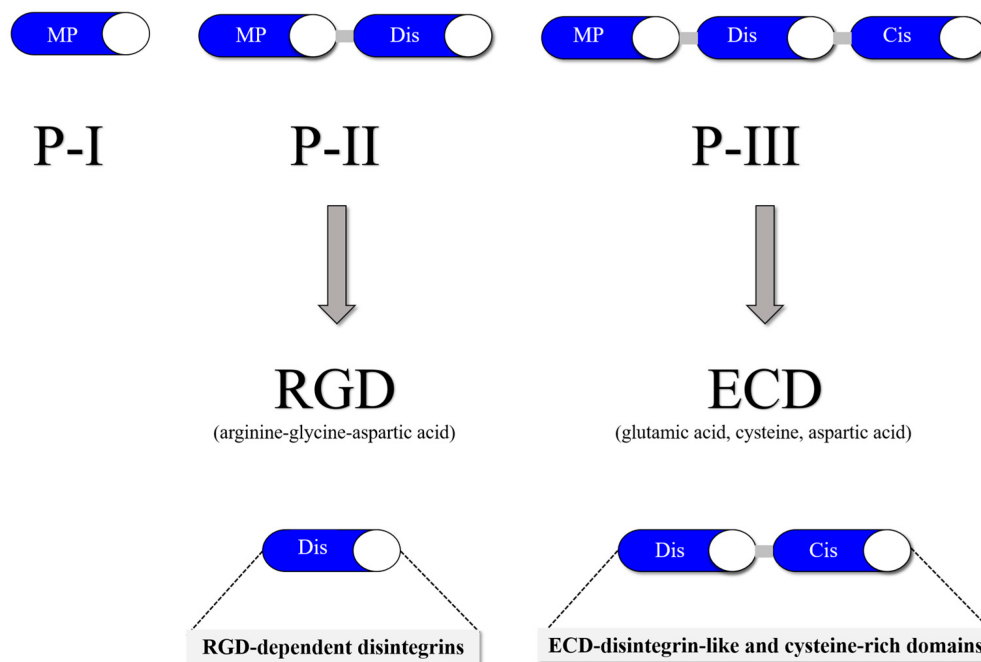 MP
MP
Dis
MP
Dis
Cis
P-I
P-II
P-III
RGD
(arginine-glycine-aspartic acid)
ECD
(glutamic acid, cysteine, aspartic acid)
Dis
Dis
Cis
RGD-dependent disintegrins
ECD-disintegrin-like and cysteine-rich domains